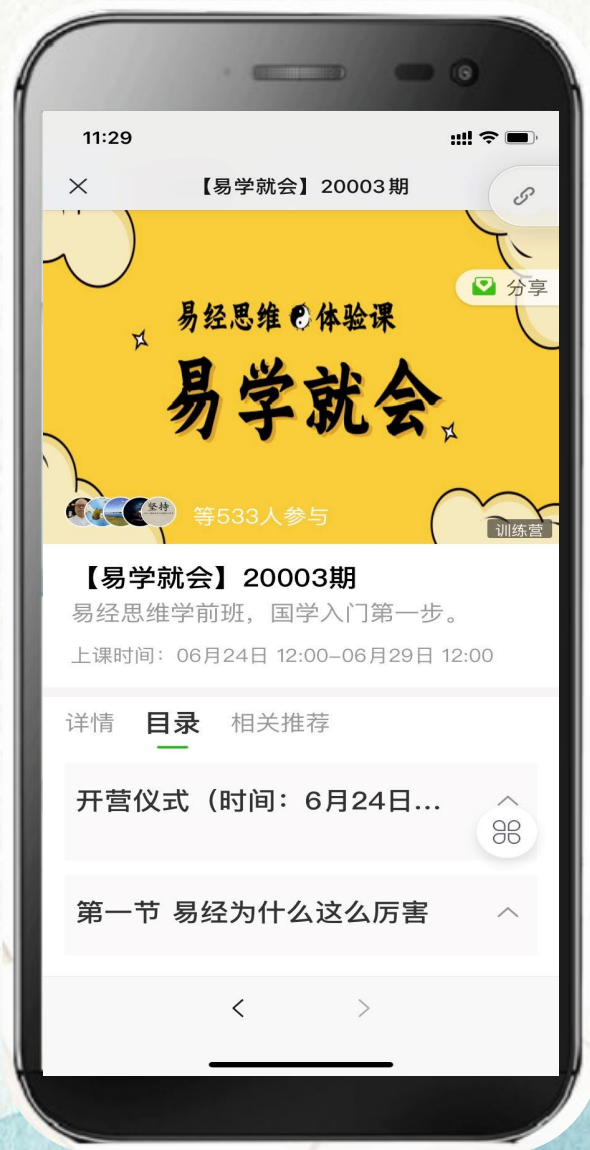 11:29
【易学就会】20003期
分享
易经思维 体验课
易学就会
坚持
等533人参与
训练营
【易学就会】20003期
易经思维学前班，国学入门第一步。
上课时间：06月24日 12:00-06月29日 12:00
详情 目录 相关推荐
开营仪式（时间：6月24日...
第一节 易经为什么这么厉害